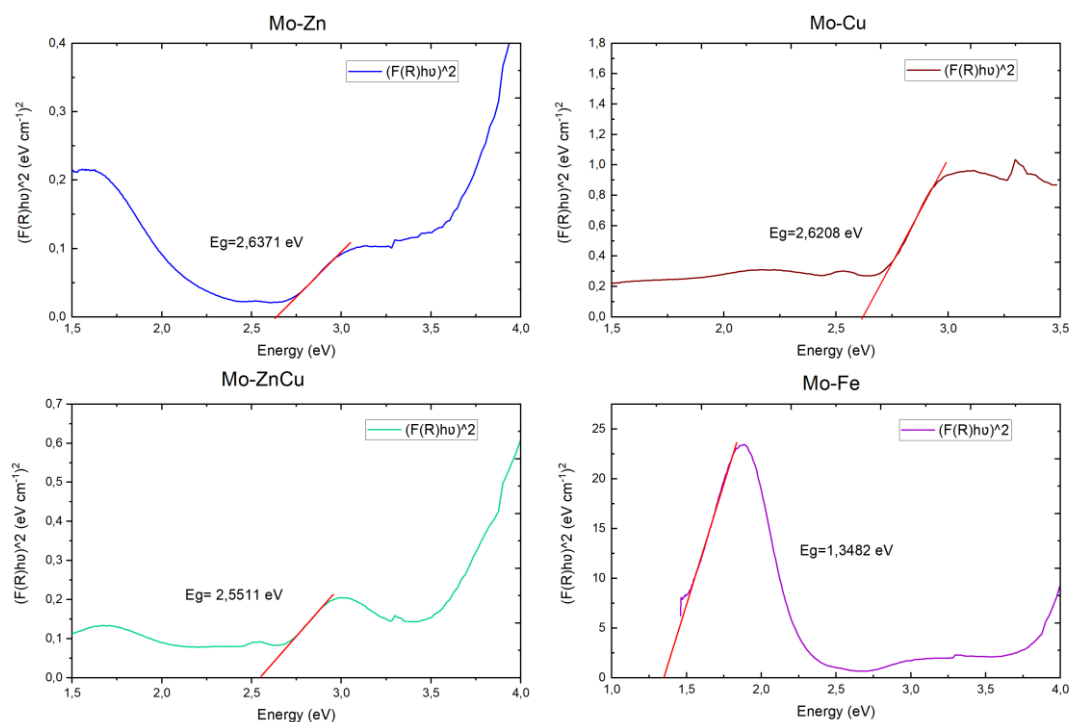 Mo-Zn
(F(R)hυ)^2
(F(R)hυ)^2 (eV cm⁻¹)²
0,4
0,3
0,2
0,1
0,0
Eg=2,6371 eV
1,5 2,0 2,5 3,0 3,5 4,0
Energy (eV)
Mo-Cu
(F(R)hυ)^2
(F(R)hυ)^2 (eV cm⁻¹)²
1,8
1,6
1,4
1,2
1,0
0,8
0,6
0,4
0,2
0,0
Eg=2,6208 eV
1,5 2,0 2,5 3,0 3,5
Energy (eV)
Mo-ZnCu
(F(R)hυ)^2
(F(R)hυ)^2 (eV cm⁻¹)²
0,7
0,6
0,5
0,4
0,3
0,2
0,1
0,0
Eg= 2,5511 eV
1,5 2,0 2,5 3,0 3,5 4,0
Energy (eV)
Mo-Fe
(F(R)hυ)^2
(F(R)hυ)^2 (eV cm⁻¹)²
25
20
15
10
5
0
Eg=1,3482 eV
1,0 1,5 2,0 2,5 3,0 3,5 4,0
Energy (eV)